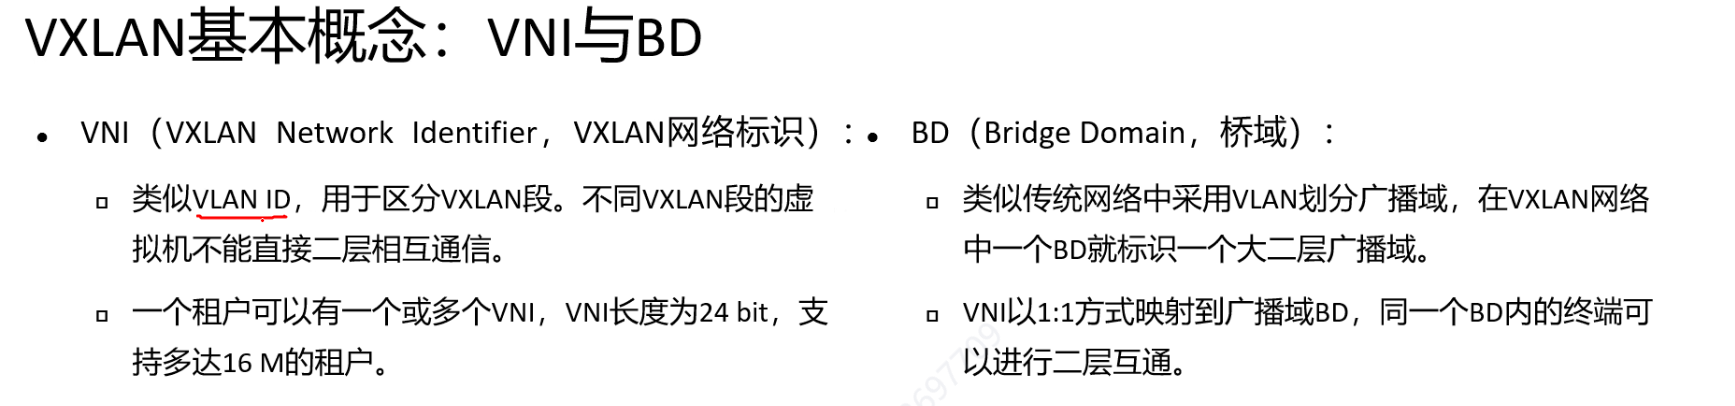 VXLAN基本概念：VNI与BD
• VNI（VXLAN Network Identifier，VXLAN网络标识）：
▫ 类似VLAN ID，用于区分VXLAN段。不同VXLAN段的虚
拟机不能直接二层相互通信。
▫ 一个租户可以有一个或多个VNI，VNI长度为24 bit，支
持多达16 M的租户。
• BD（Bridge Domain，桥域）：
▫ 类似传统网络中采用VLAN划分广播域，在VXLAN网络
中一个BD就标识一个大二层广播域。
▫ VNI以1:1方式映射到广播域BD，同一个BD内的终端可
以进行二层互通。